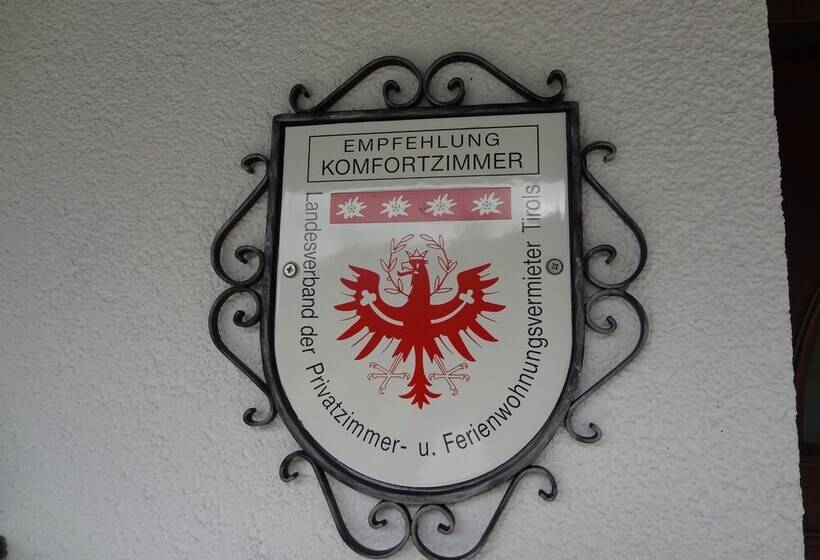 EMPFEHLUNG
KOMFORTZIMMER
Landesverband der Privatzimmer- u. Ferienwohnungsvermieter Tirols